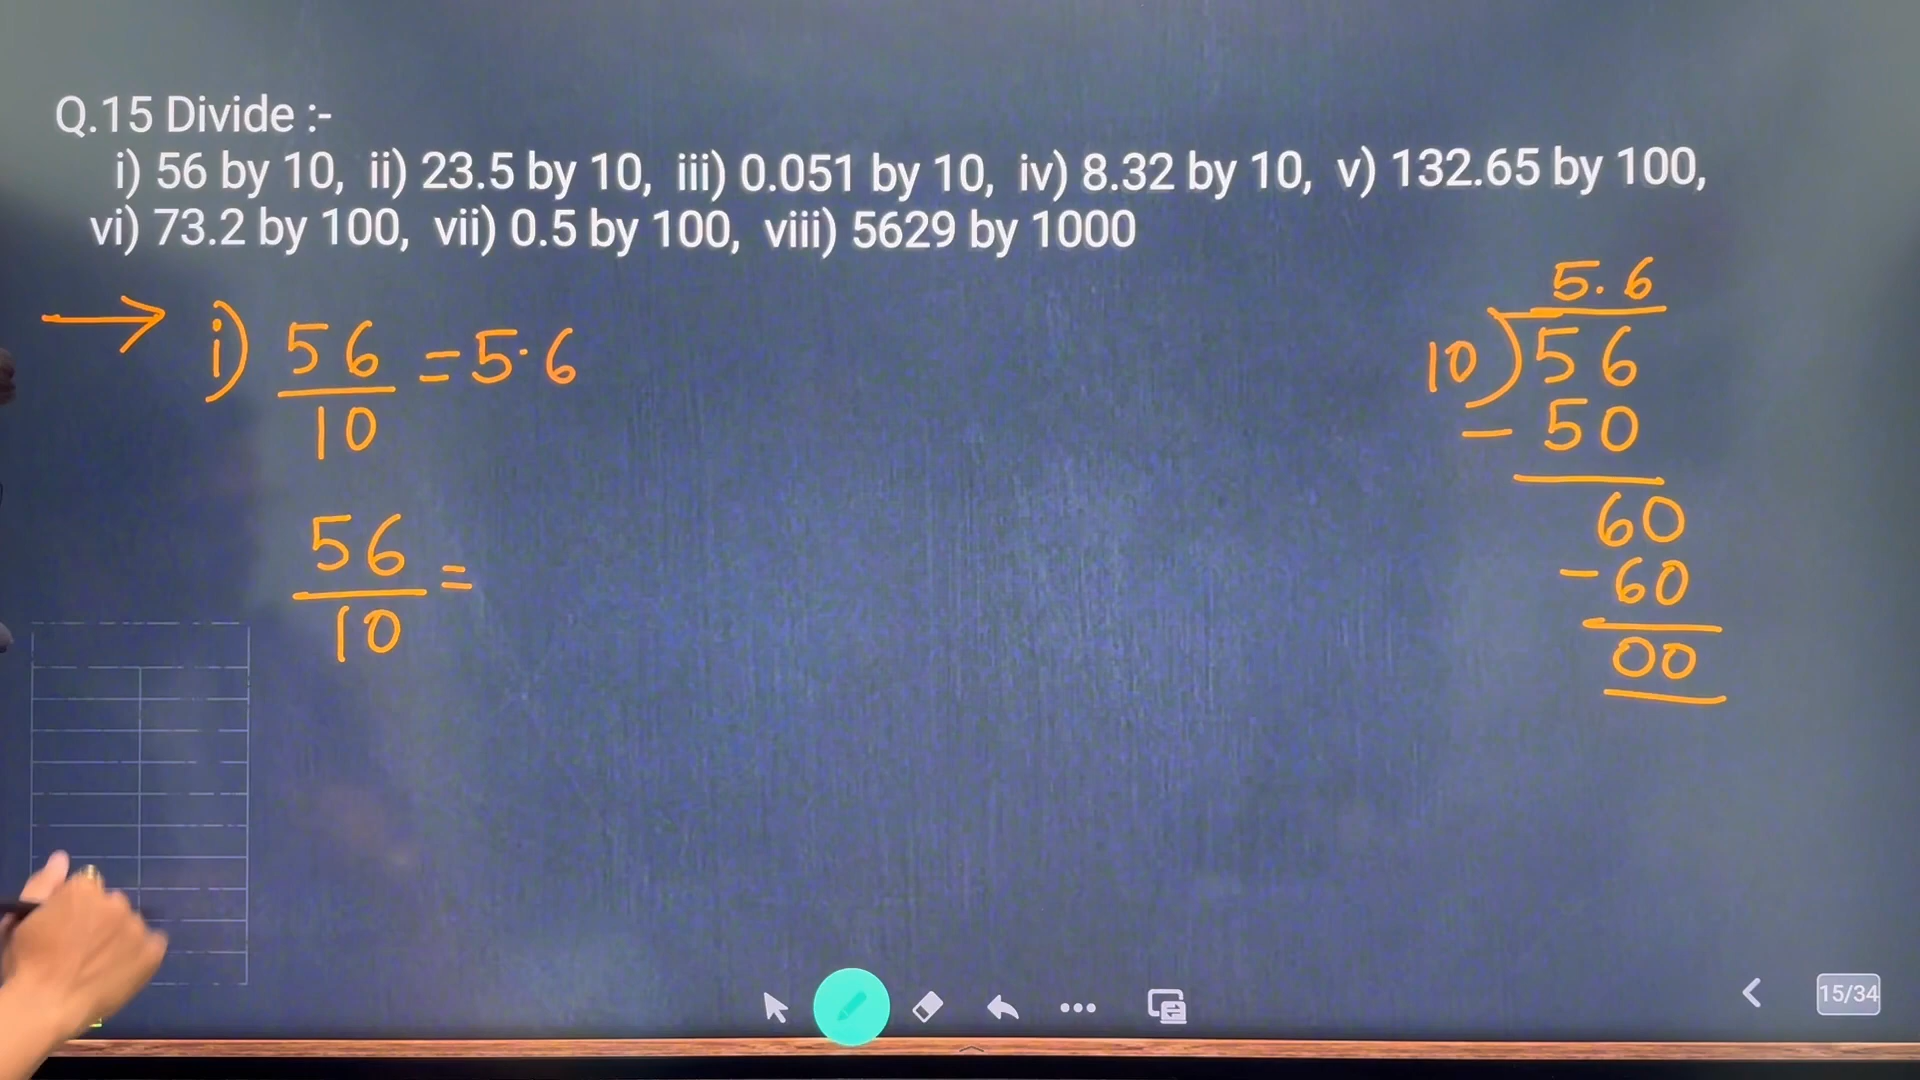 Q.15 Divide :-
i) 56 by 10, ii) 23.5 by 10, iii) 0.051 by 10, iv) 8.32 by 10, v) 132.65 by 100,
vi) 73.2 by 100, vii) 0.5 by 100, viii) 5629 by 1000
→ i) 56/10 = 5.6
56/10 =
5.6
10)56
- 50
60
- 60
00
15/34